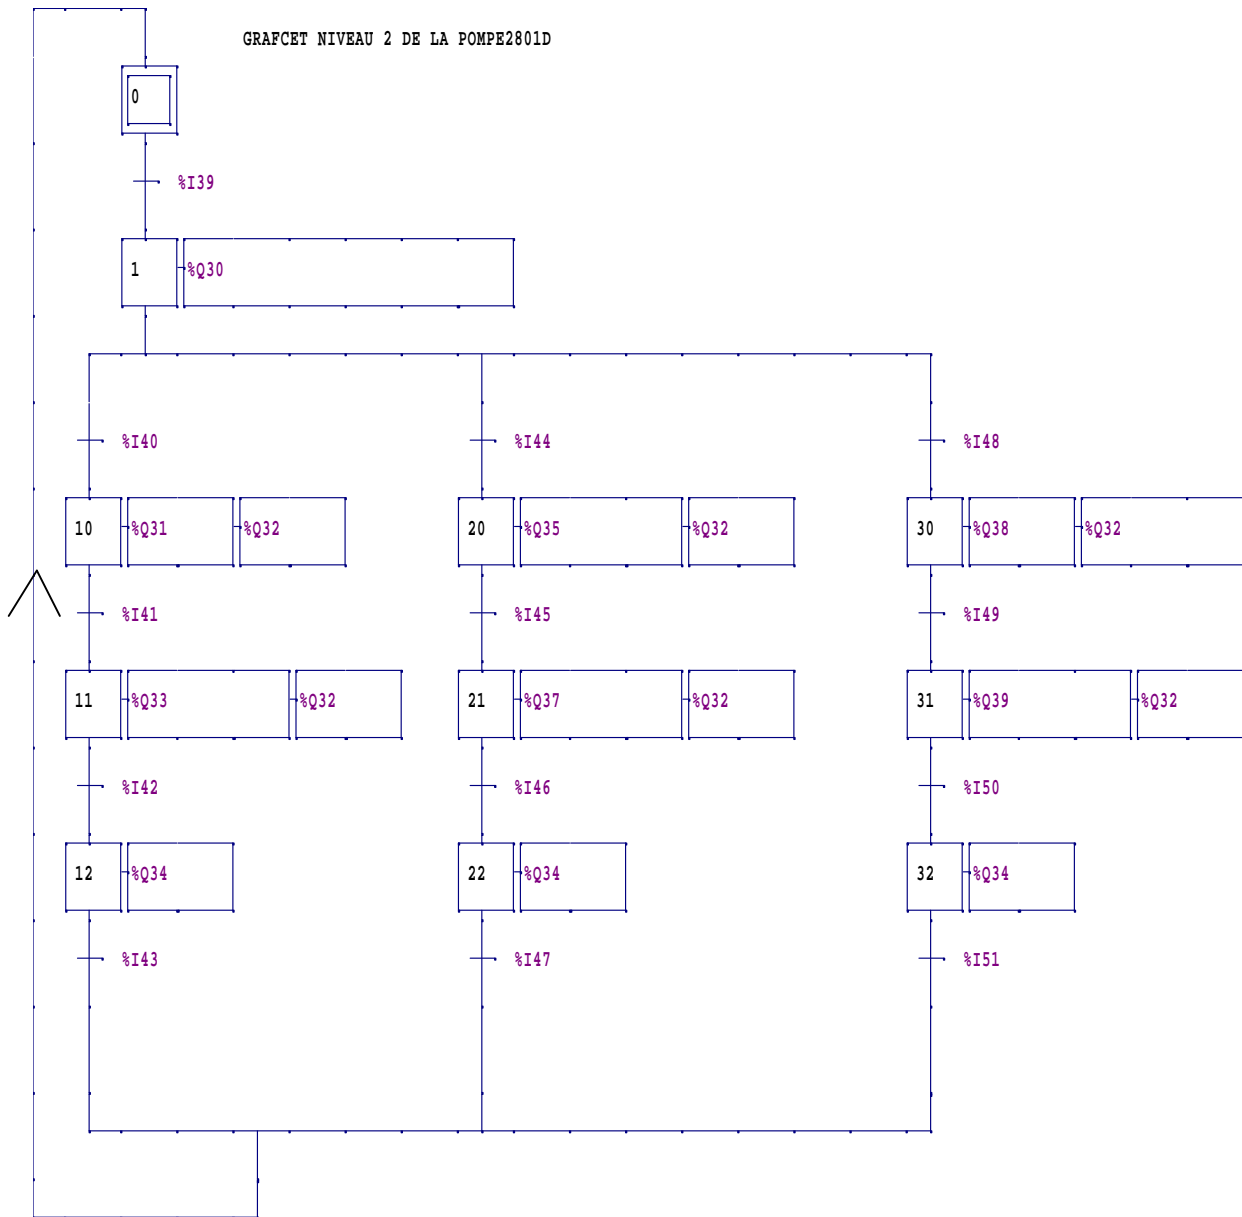 GRAFCET NIVEAU 2 DE LA POMPE2801D
0
%I39
1 %Q30
%I40 %I44 %I48
10 %Q31 %Q32 20 %Q35 %Q32 30 %Q38 %Q32
%I41 %I45 %I49
11 %Q33 %Q32 21 %Q37 %Q32 31 %Q39 %Q32
%I42 %I46 %I50
12 %Q34 22 %Q34 32 %Q34
%I43 %I47 %I51